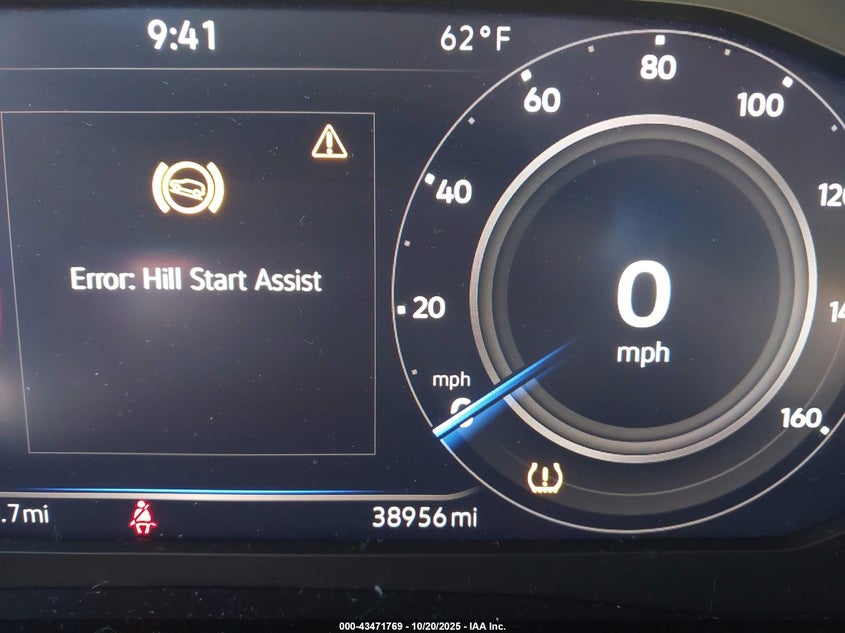 9:41
62°F
Error: Hill Start Assist
0
mph
mph
0
20
40
60
80
100
160
.7mi
38956mi
000-43471769 - 10/20/2025 - IAA Inc.